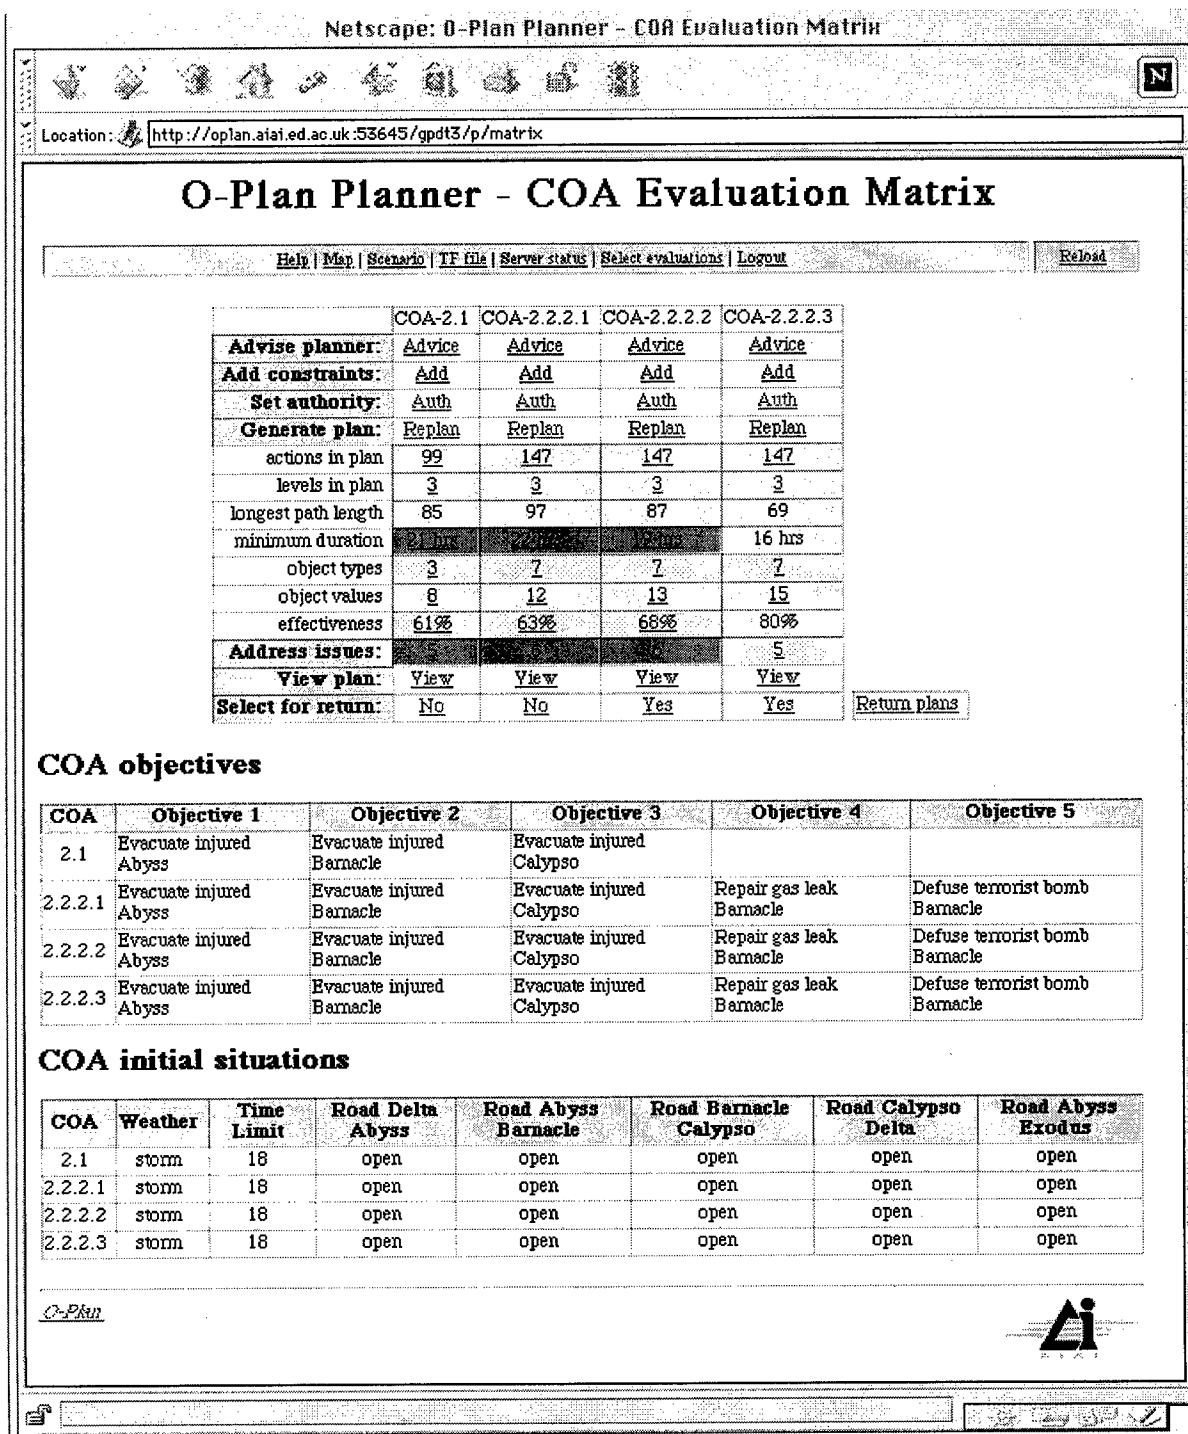 Netscape: O-Plan Planner - COA Evaluation Matrix
N
Location: http://oplan.aiai.ed.ac.uk:53645/gpdt3/p/matrix
O-Plan Planner - COA Evaluation Matrix
Help | Map | Scenario | TF file | Server status | Select evaluations | Logout Reload
COA-2.1 COA-2.2.2.1 COA-2.2.2.2 COA-2.2.2.3
Advise planner: Advice Advice Advice Advice
Add constraints: Add Add Add Add
Set authority: Auth Auth Auth Auth
Generate plan: Replan Replan Replan Replan
actions in plan 99 147 147 147
levels in plan 3 3 3 3
longest path length 85 97 87 69
minimum duration 21 hrs 16 hrs
object types 3 7 7 7
object values 8 12 13 15
effectiveness 61% 63% 68% 80%
Address issues: 5 5
View plan: View View View View
Select for return: No No Yes Yes Return plans
COA objectives
COA Objective 1 Objective 2 Objective 3 Objective 4 Objective 5
2.1 Evacuate injured Abyss Evacuate injured Barnacle Evacuate injured Calypso
2.2.2.1 Evacuate injured Abyss Evacuate injured Barnacle Evacuate injured Calypso Repair gas leak Barnacle Defuse terrorist bomb Barnacle
2.2.2.2 Evacuate injured Abyss Evacuate injured Barnacle Evacuate injured Calypso Repair gas leak Barnacle Defuse terrorist bomb Barnacle
2.2.2.3 Evacuate injured Abyss Evacuate injured Barnacle Evacuate injured Calypso Repair gas leak Barnacle Defuse terrorist bomb Barnacle
COA initial situations
COA Weather Time Limit Road Delta Abyss Road Abyss Barnacle Road Barnacle Calypso Road Calypso Delta Road Abyss Exodus
2.1 storm 18 open open open open open
2.2.2.1 storm 18 open open open open open
2.2.2.2 storm 18 open open open open open
2.2.2.3 storm 18 open open open open open
O-Plan
Ai
A I A I